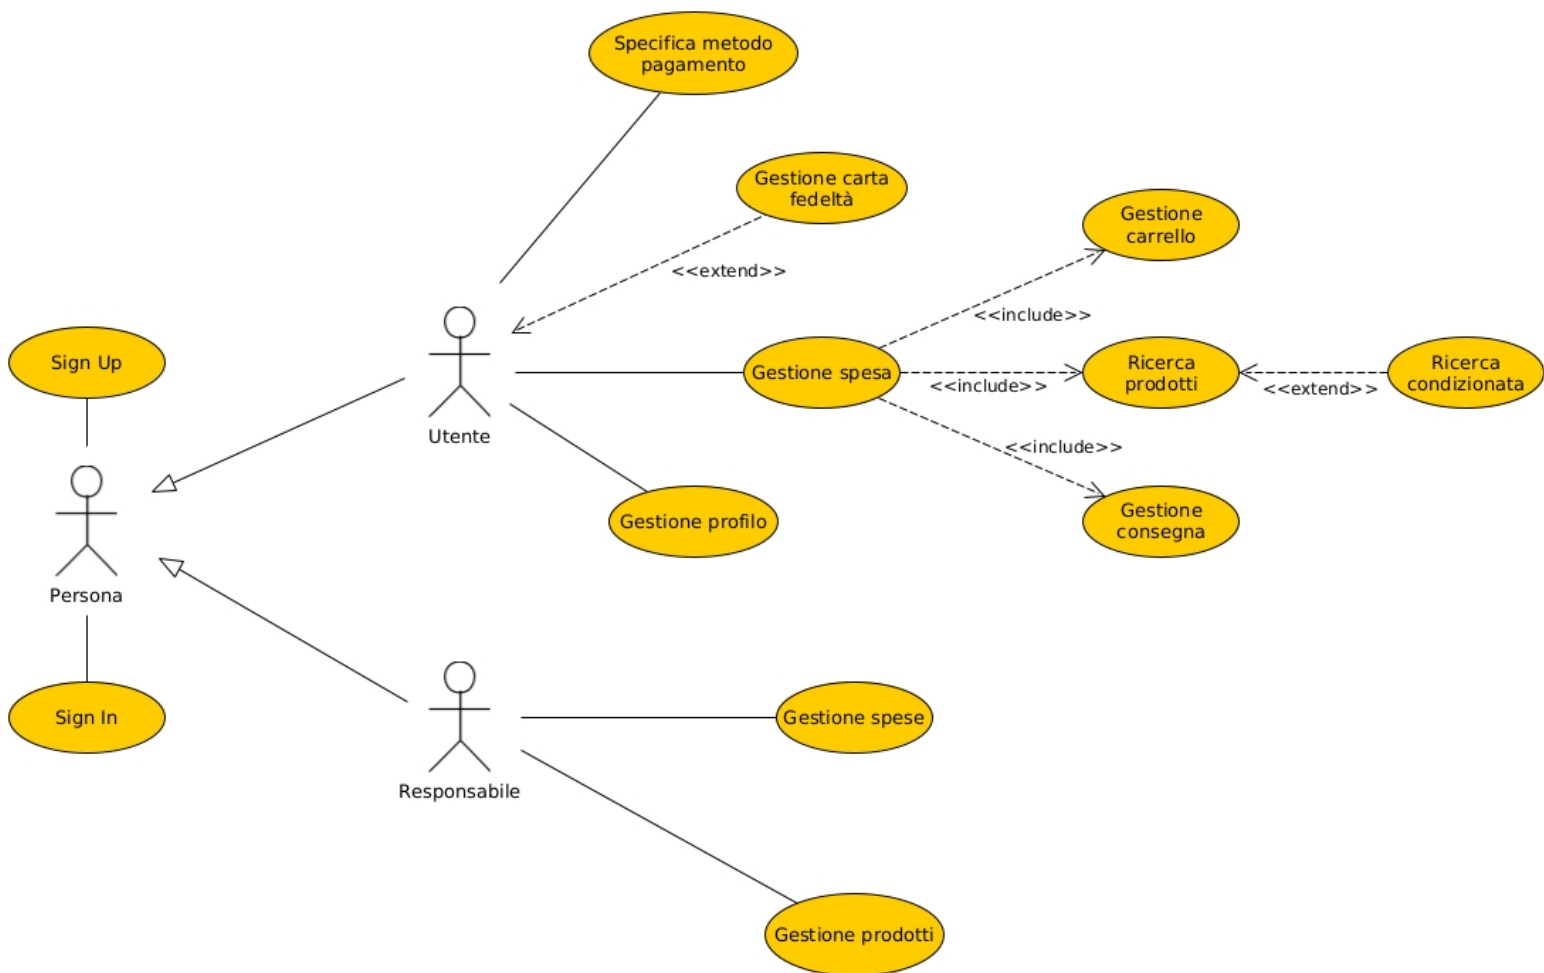 Specifica metodo
pagamento
Gestione carta
fedeltà
Gestione
carrello
<<extend>>
<<include>>
Sign Up
Gestione spesa
<<include>>
Ricerca
prodotti
<<extend>>
Ricerca
condizionata
Utente
<<include>>
Gestione profilo
Gestione
consegna
Persona
Sign In
Gestione spese
Responsabile
Gestione prodotti